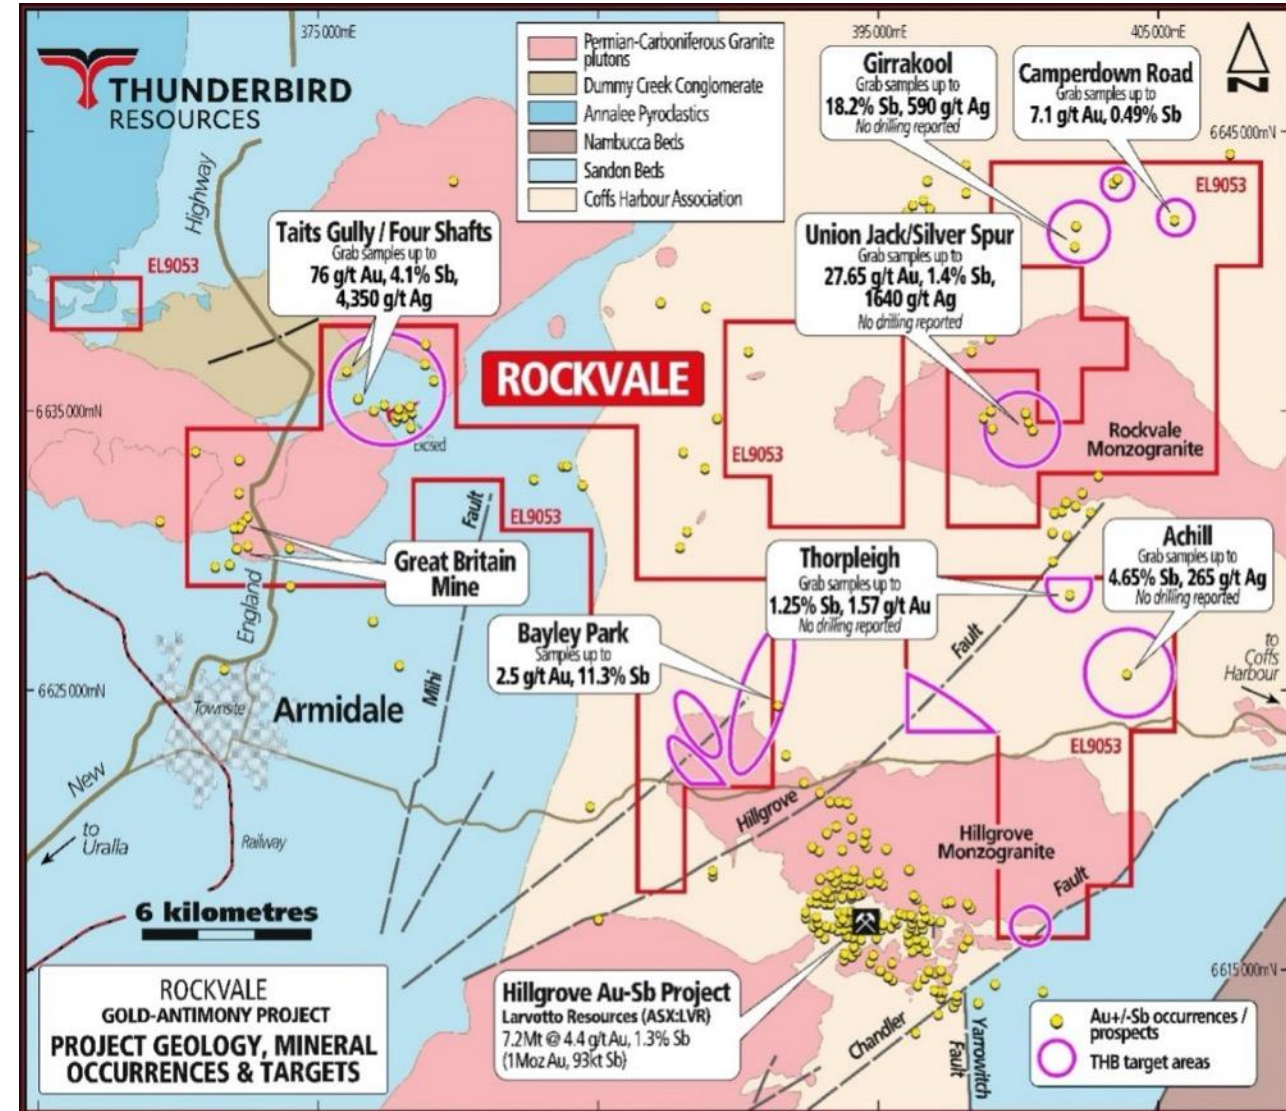 375 000mE
395 000mE
405 000mE
THUNDERBIRD
RESOURCES
Permian-Carboniferous Granite
plutons
Dummy Creek Conglomerate
Annalee Pyroclastics
Nambucca Beds
Sandon Beds
Coffs Harbour Association
Girrakool
Grab samples up to
18.2% Sb, 590 g/t Ag
No drilling reported
Camperdown Road
Grab samples up to
7.1 g/t Au, 0.49% Sb
N
6 645 000mN
EL9053
Highway
Taits Gully / Four Shafts
Grab samples up to
76 g/t Au, 4.1% Sb,
4,350 g/t Ag
Union Jack/Silver Spur
Grab samples up to
27.65 g/t Au, 1.4% Sb,
1640 g/t Ag
No drilling reported
EL9053
ROCKVALE
6 635 000mN
Exposed
EL9053
Rockvale
Monzogranite
Fault
EL9053
Great Britain
Mine
Thorpleigh
Grab samples up to
1.25% Sb, 1.57 g/t Au
No drilling reported
Achill
Grab samples up to
4.65% Sb, 265 g/t Ag
No drilling reported
England
Bayley Park
Samples up to
2.5 g/t Au, 11.3% Sb
Fault
to
Coffs
Harbour
6 625 000mN
Townsite
Armidale
Mihi
EL9053
New
to
Uralla
Railway
Hillgrove
Hillgrove
Monzogranite
Fault
6 kilometres
6 615 000mN
ROCKVALE
GOLD-ANTIMONY PROJECT
PROJECT GEOLOGY, MINERAL
OCCURRENCES & TARGETS
Hillgrove Au-Sb Project
Larvotto Resources (ASX:LVR)
7.2Mt @ 4.4 g/t Au, 1.3% Sb
(1Moz Au, 93kt Sb)
Chandler
Fault
Yarrowitch
Au+/-Sb occurrences /
prospects
THB target areas